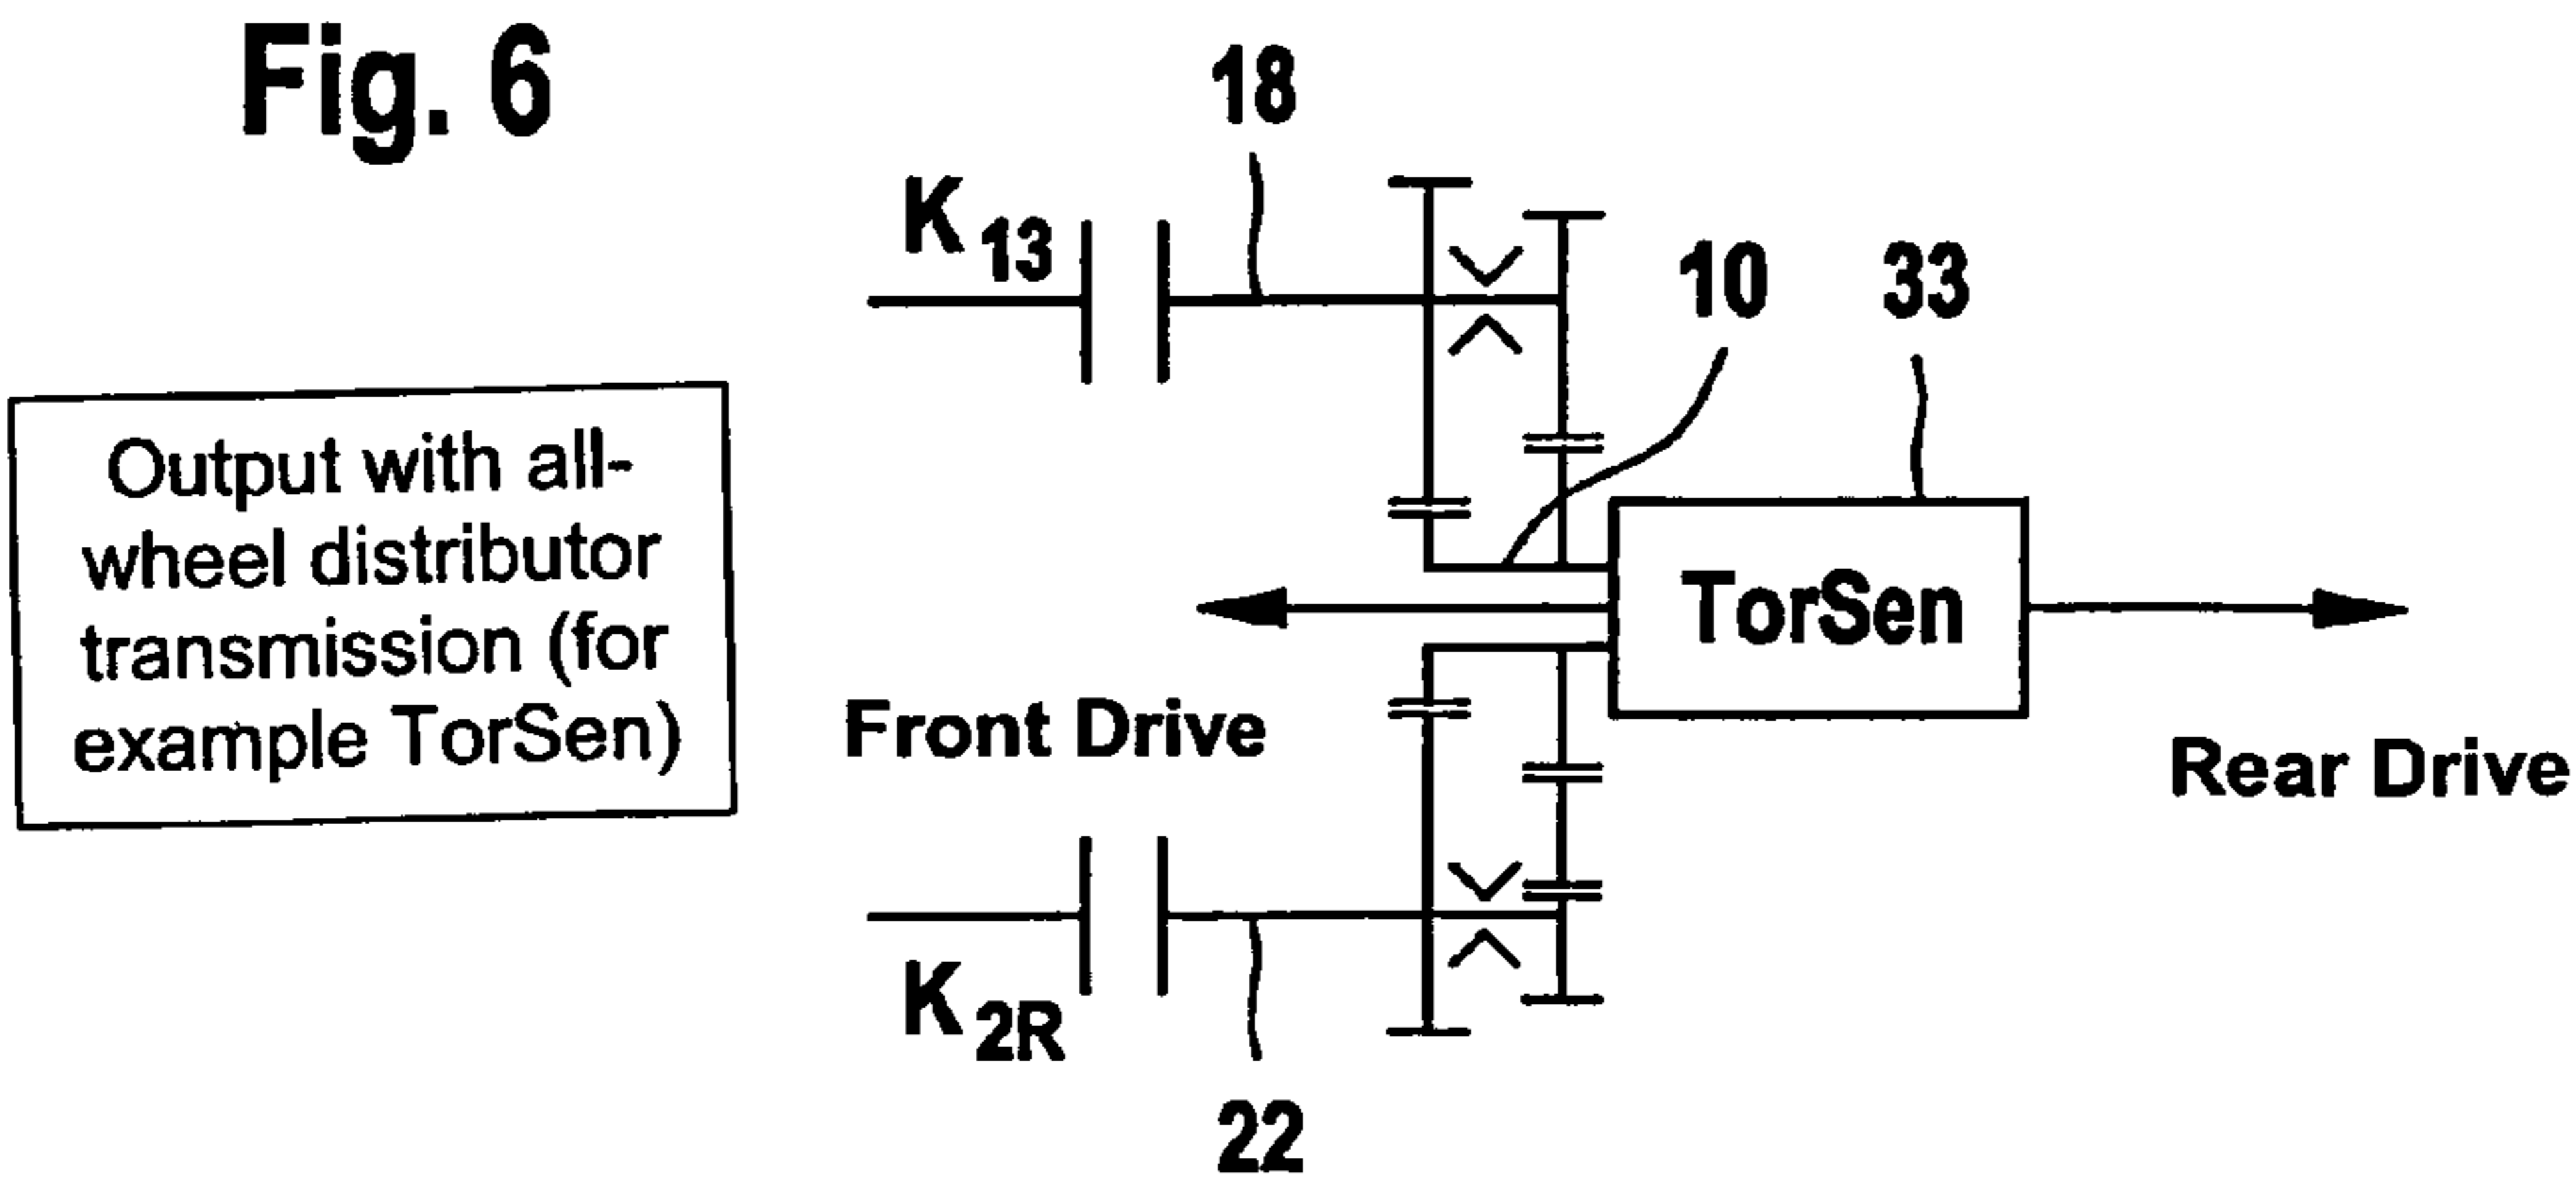 Fig. 6
18
K13
10
33
Output with all-
wheel distributor
transmission (for
example TorSen)
TorSen
Front Drive
Rear Drive
K2R
22